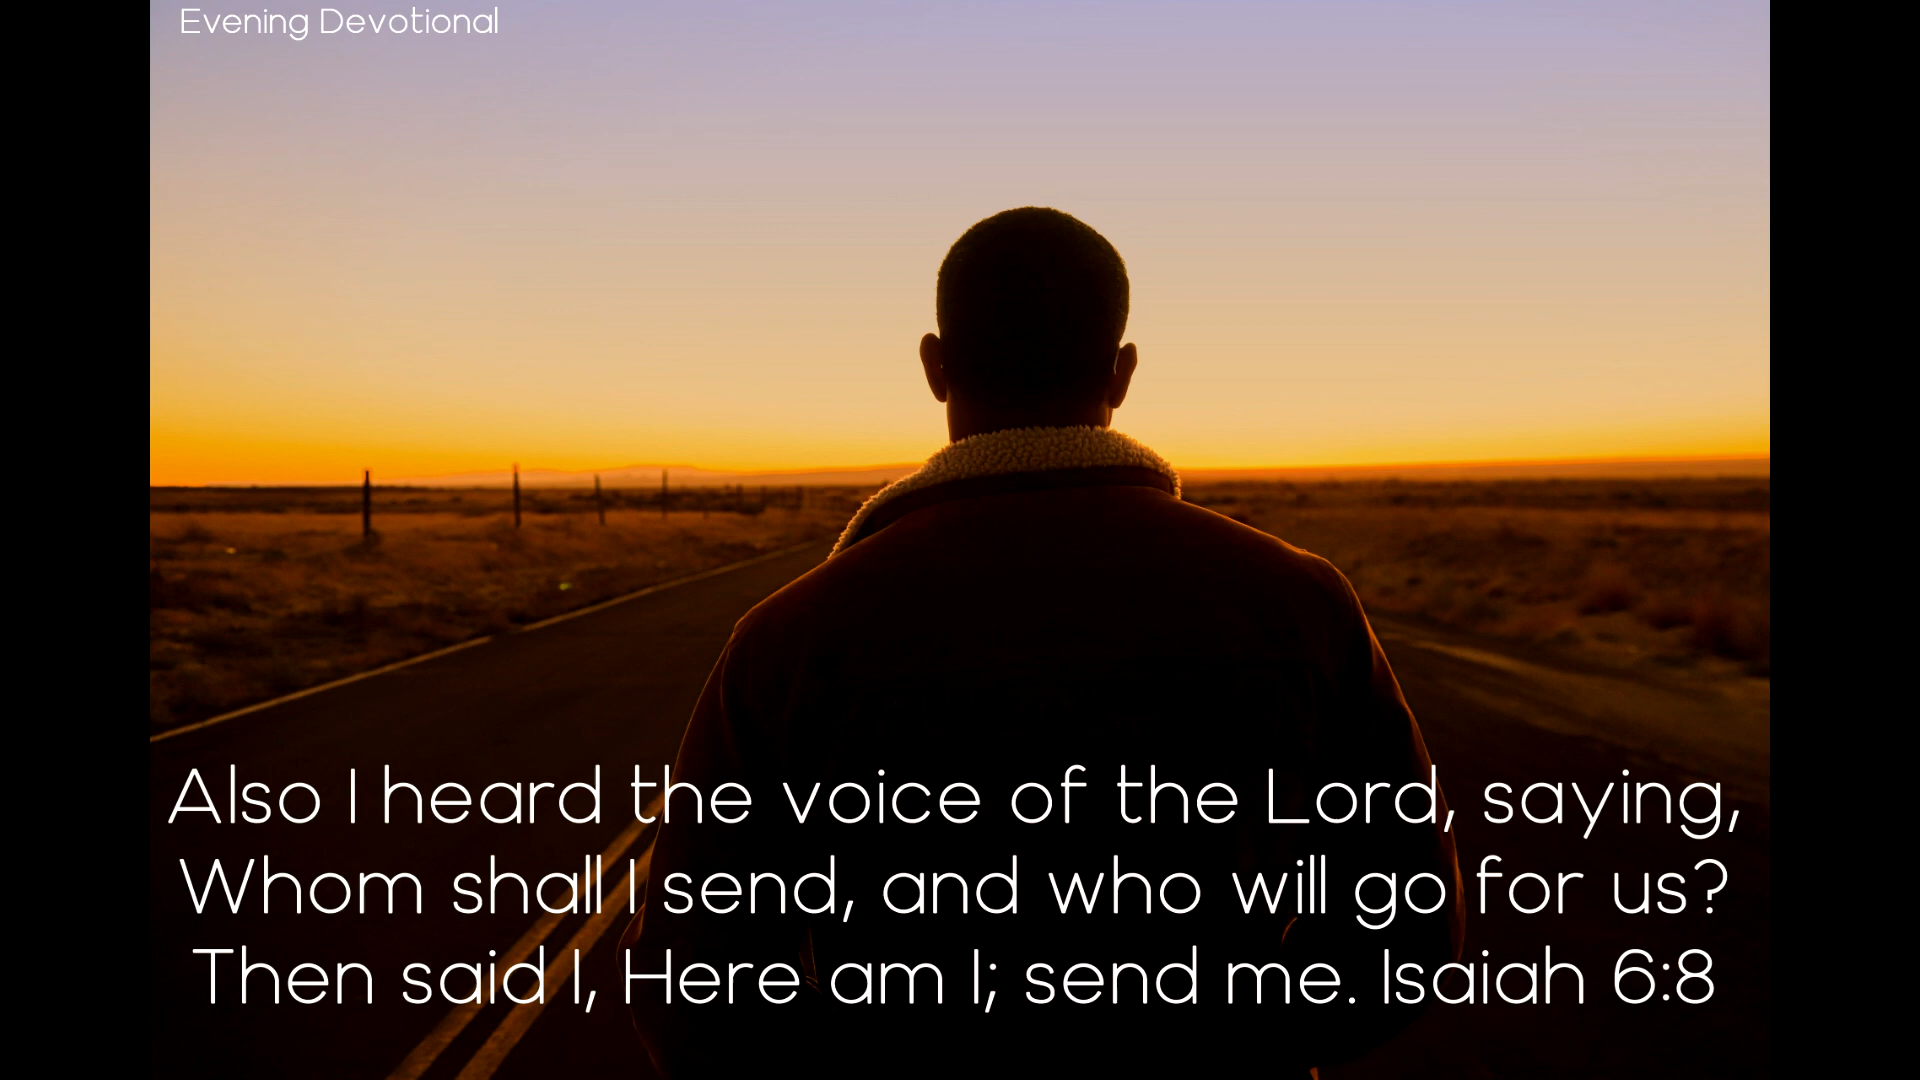 Evening Devotional
Also I heard the voice of the Lord, saying,
Whom shall I send, and who will go for us?
Then said I, Here am I; send me. Isaiah 6:8